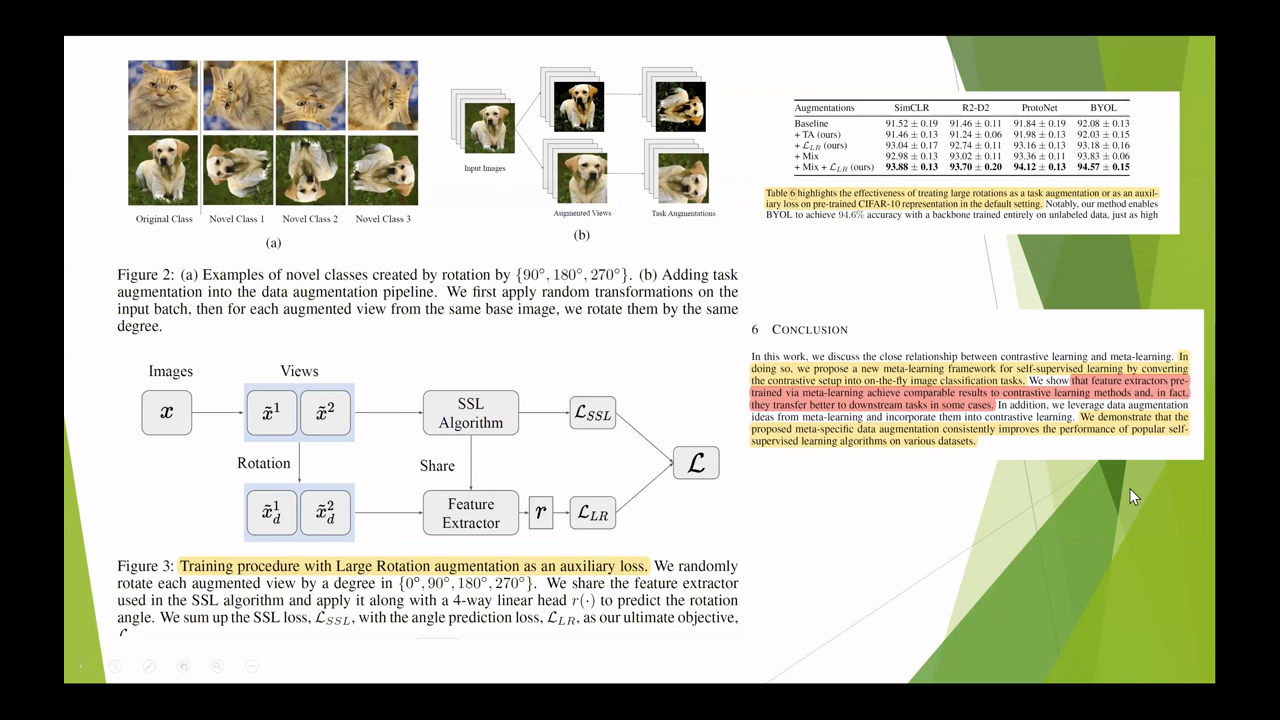 Original Class Novel Class 1 Novel Class 2 Novel Class 3
(a)
Input Images
Augmented Views
Task Augmentations
(b)
Figure 2: (a) Examples of novel classes created by rotation by {90°, 180°, 270°}. (b) Adding task
augmentation into the data augmentation pipeline. We first apply random transformations on the
input batch, then for each augmented view from the same base image, we rotate them by the same
degree.
Images
Views
x
x̃¹ x̃²
SSL
Algorithm
ℒ_SSL
Rotation
Share
ℒ
x̃¹_d x̃²_d
Feature
Extractor
r
ℒ_LR
Figure 3: Training procedure with Large Rotation augmentation as an auxiliary loss. We randomly
rotate each augmented view by a degree in {0°, 90°, 180°, 270°}. We share the feature extractor
used in the SSL algorithm and apply it along with a 4-way linear head r(·) to predict the rotation
angle. We sum up the SSL loss, ℒ_SSL, with the angle prediction loss, ℒ_LR, as our ultimate objective,
Augmentations SimCLR R2-D2 ProtoNet BYOL
Baseline 91.52 ± 0.19 91.46 ± 0.11 91.84 ± 0.19 92.08 ± 0.13
+ TA (ours) 91.46 ± 0.13 91.24 ± 0.06 91.98 ± 0.13 92.03 ± 0.15
+ ℒ_LR (ours) 93.04 ± 0.17 92.74 ± 0.11 93.16 ± 0.13 93.18 ± 0.16
+ Mix 92.98 ± 0.13 93.02 ± 0.11 93.36 ± 0.11 93.83 ± 0.06
+ Mix + ℒ_LR (ours) 93.88 ± 0.13 93.70 ± 0.20 94.12 ± 0.13 94.57 ± 0.15
Table 6 highlights the effectiveness of treating large rotations as a task augmentation or as an auxil-
iary loss on pre-trained CIFAR-10 representation in the default setting. Notably, our method enables
BYOL to achieve 94.6% accuracy with a backbone trained entirely on unlabeled data, just as high
6 CONCLUSION
In this work, we discuss the close relationship between contrastive learning and meta-learning. In
doing so, we propose a new meta-learning framework for self-supervised learning by converting
the contrastive setup into on-the-fly image classification tasks. We show that feature extractors pre-
trained via meta-learning achieve comparable results to contrastive learning methods and, in fact,
they transfer better to downstream tasks in some cases. In addition, we leverage data augmentation
ideas from meta-learning and incorporate them into contrastive learning. We demonstrate that the
proposed meta-specific data augmentation consistently improves the performance of popular self-
supervised learning algorithms on various datasets.